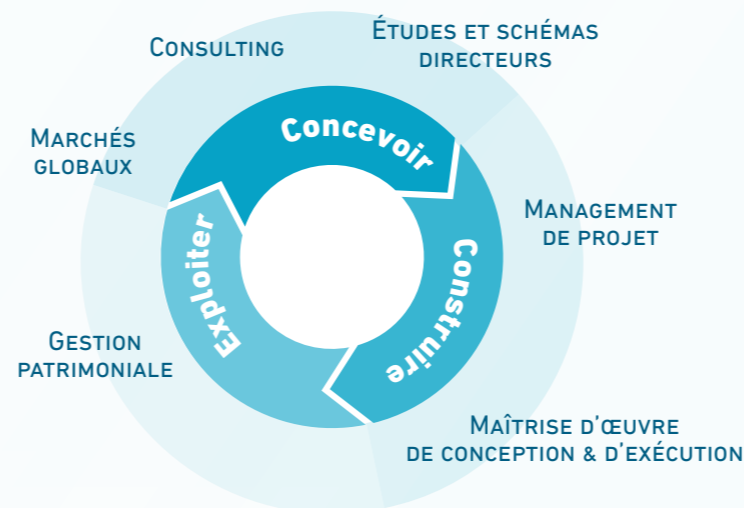 Consulting
Études et schémas
directeurs
Marchés
globaux
Concevoir
Management
de projet
Exploiter
Construire
Gestion
patrimoniale
Maîtrise d'œuvre
de conception & d'exécution